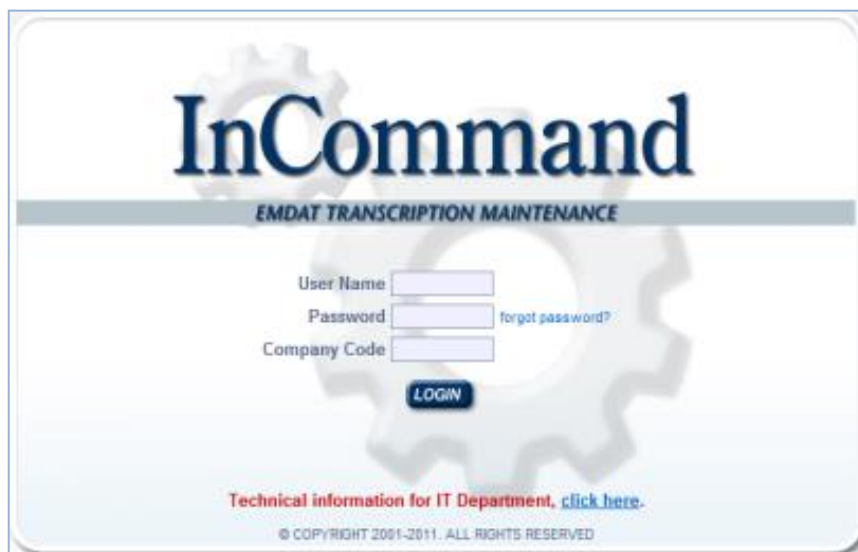 InCommand
EMDAT TRANSCRIPTION MAINTENANCE
User Name
Password forgot password?
Company Code
LOGIN
Technical information for IT Department, click here.
© COPYRIGHT 2001-2011. ALL RIGHTS RESERVED